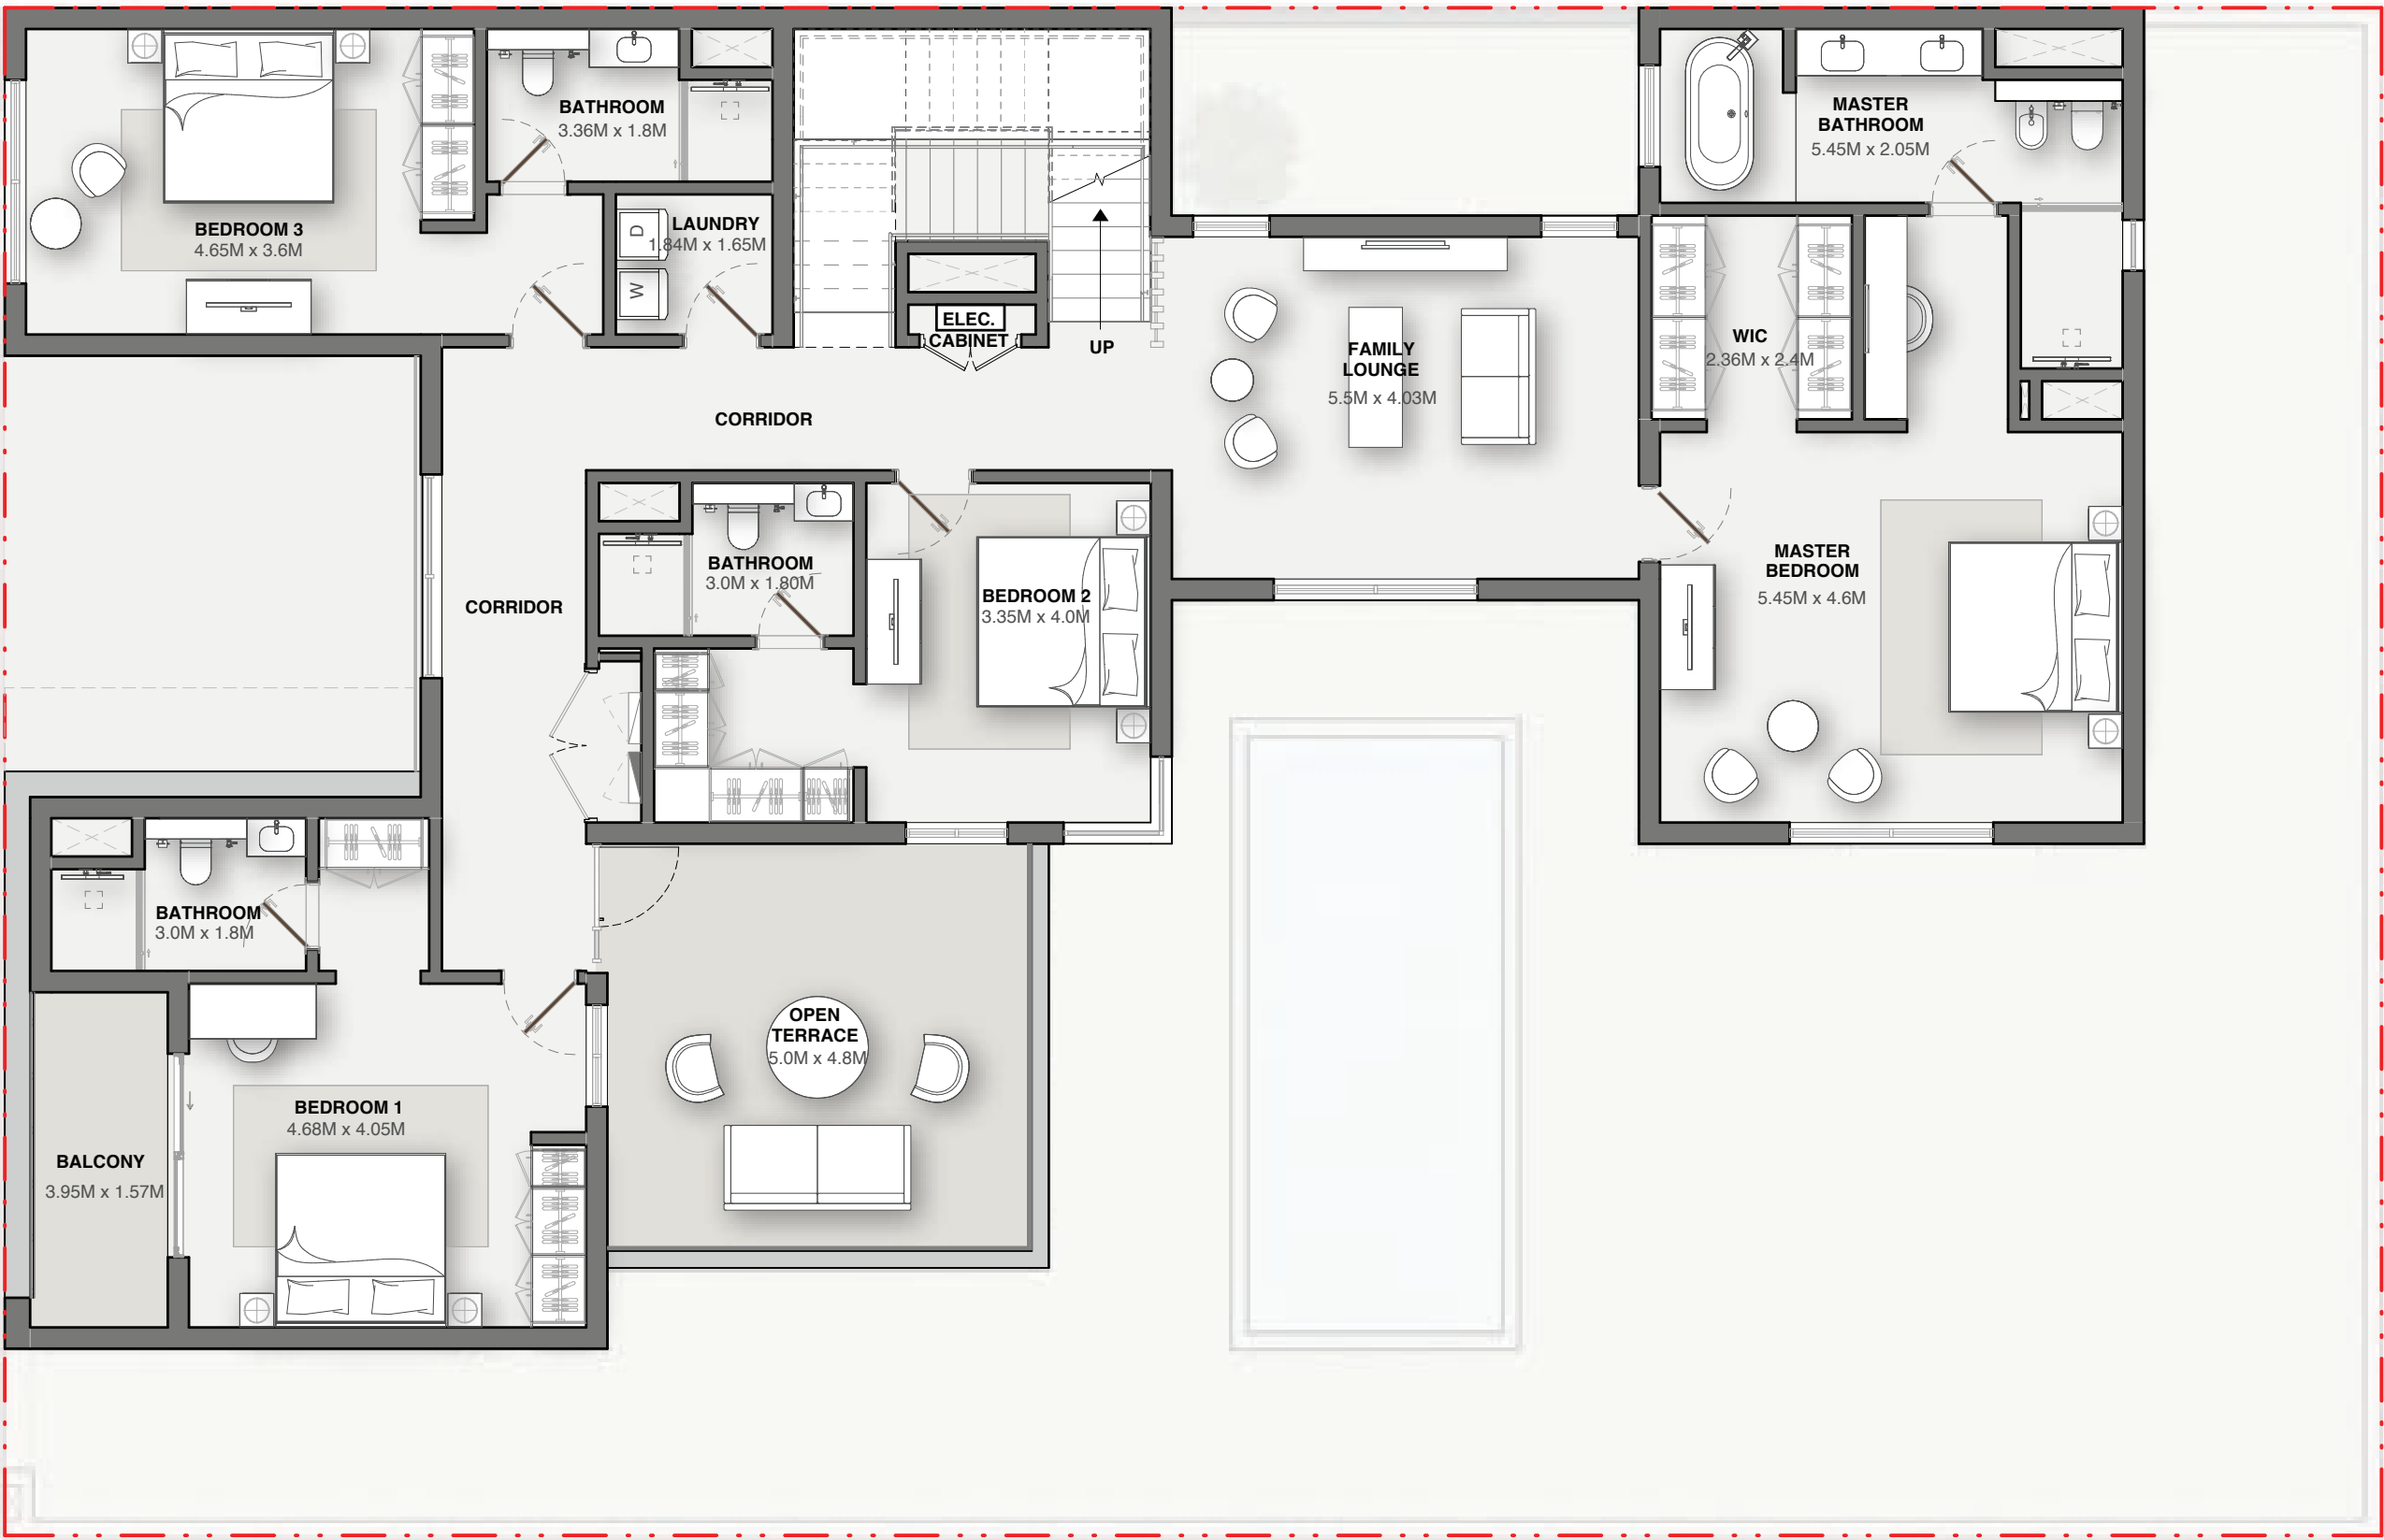 BEDROOM 3
4.65M x 3.6M
BATHROOM
3.36M x 1.8M
LAUNDRY
1.84M x 1.65M
D
W
ELEC.
CABINET
UP
FAMILY
LOUNGE
5.5M x 4.03M
MASTER
BATHROOM
5.45M x 2.05M
WIC
2.36M x 2.4M
CORRIDOR
CORRIDOR
BATHROOM
3.0M x 1.80M
BEDROOM 2
3.35M x 4.0M
MASTER
BEDROOM
5.45M x 4.6M
BATHROOM
3.0M x 1.8M
OPEN
TERRACE
5.0M x 4.8M
BEDROOM 1
4.68M x 4.05M
BALCONY
3.95M x 1.57M